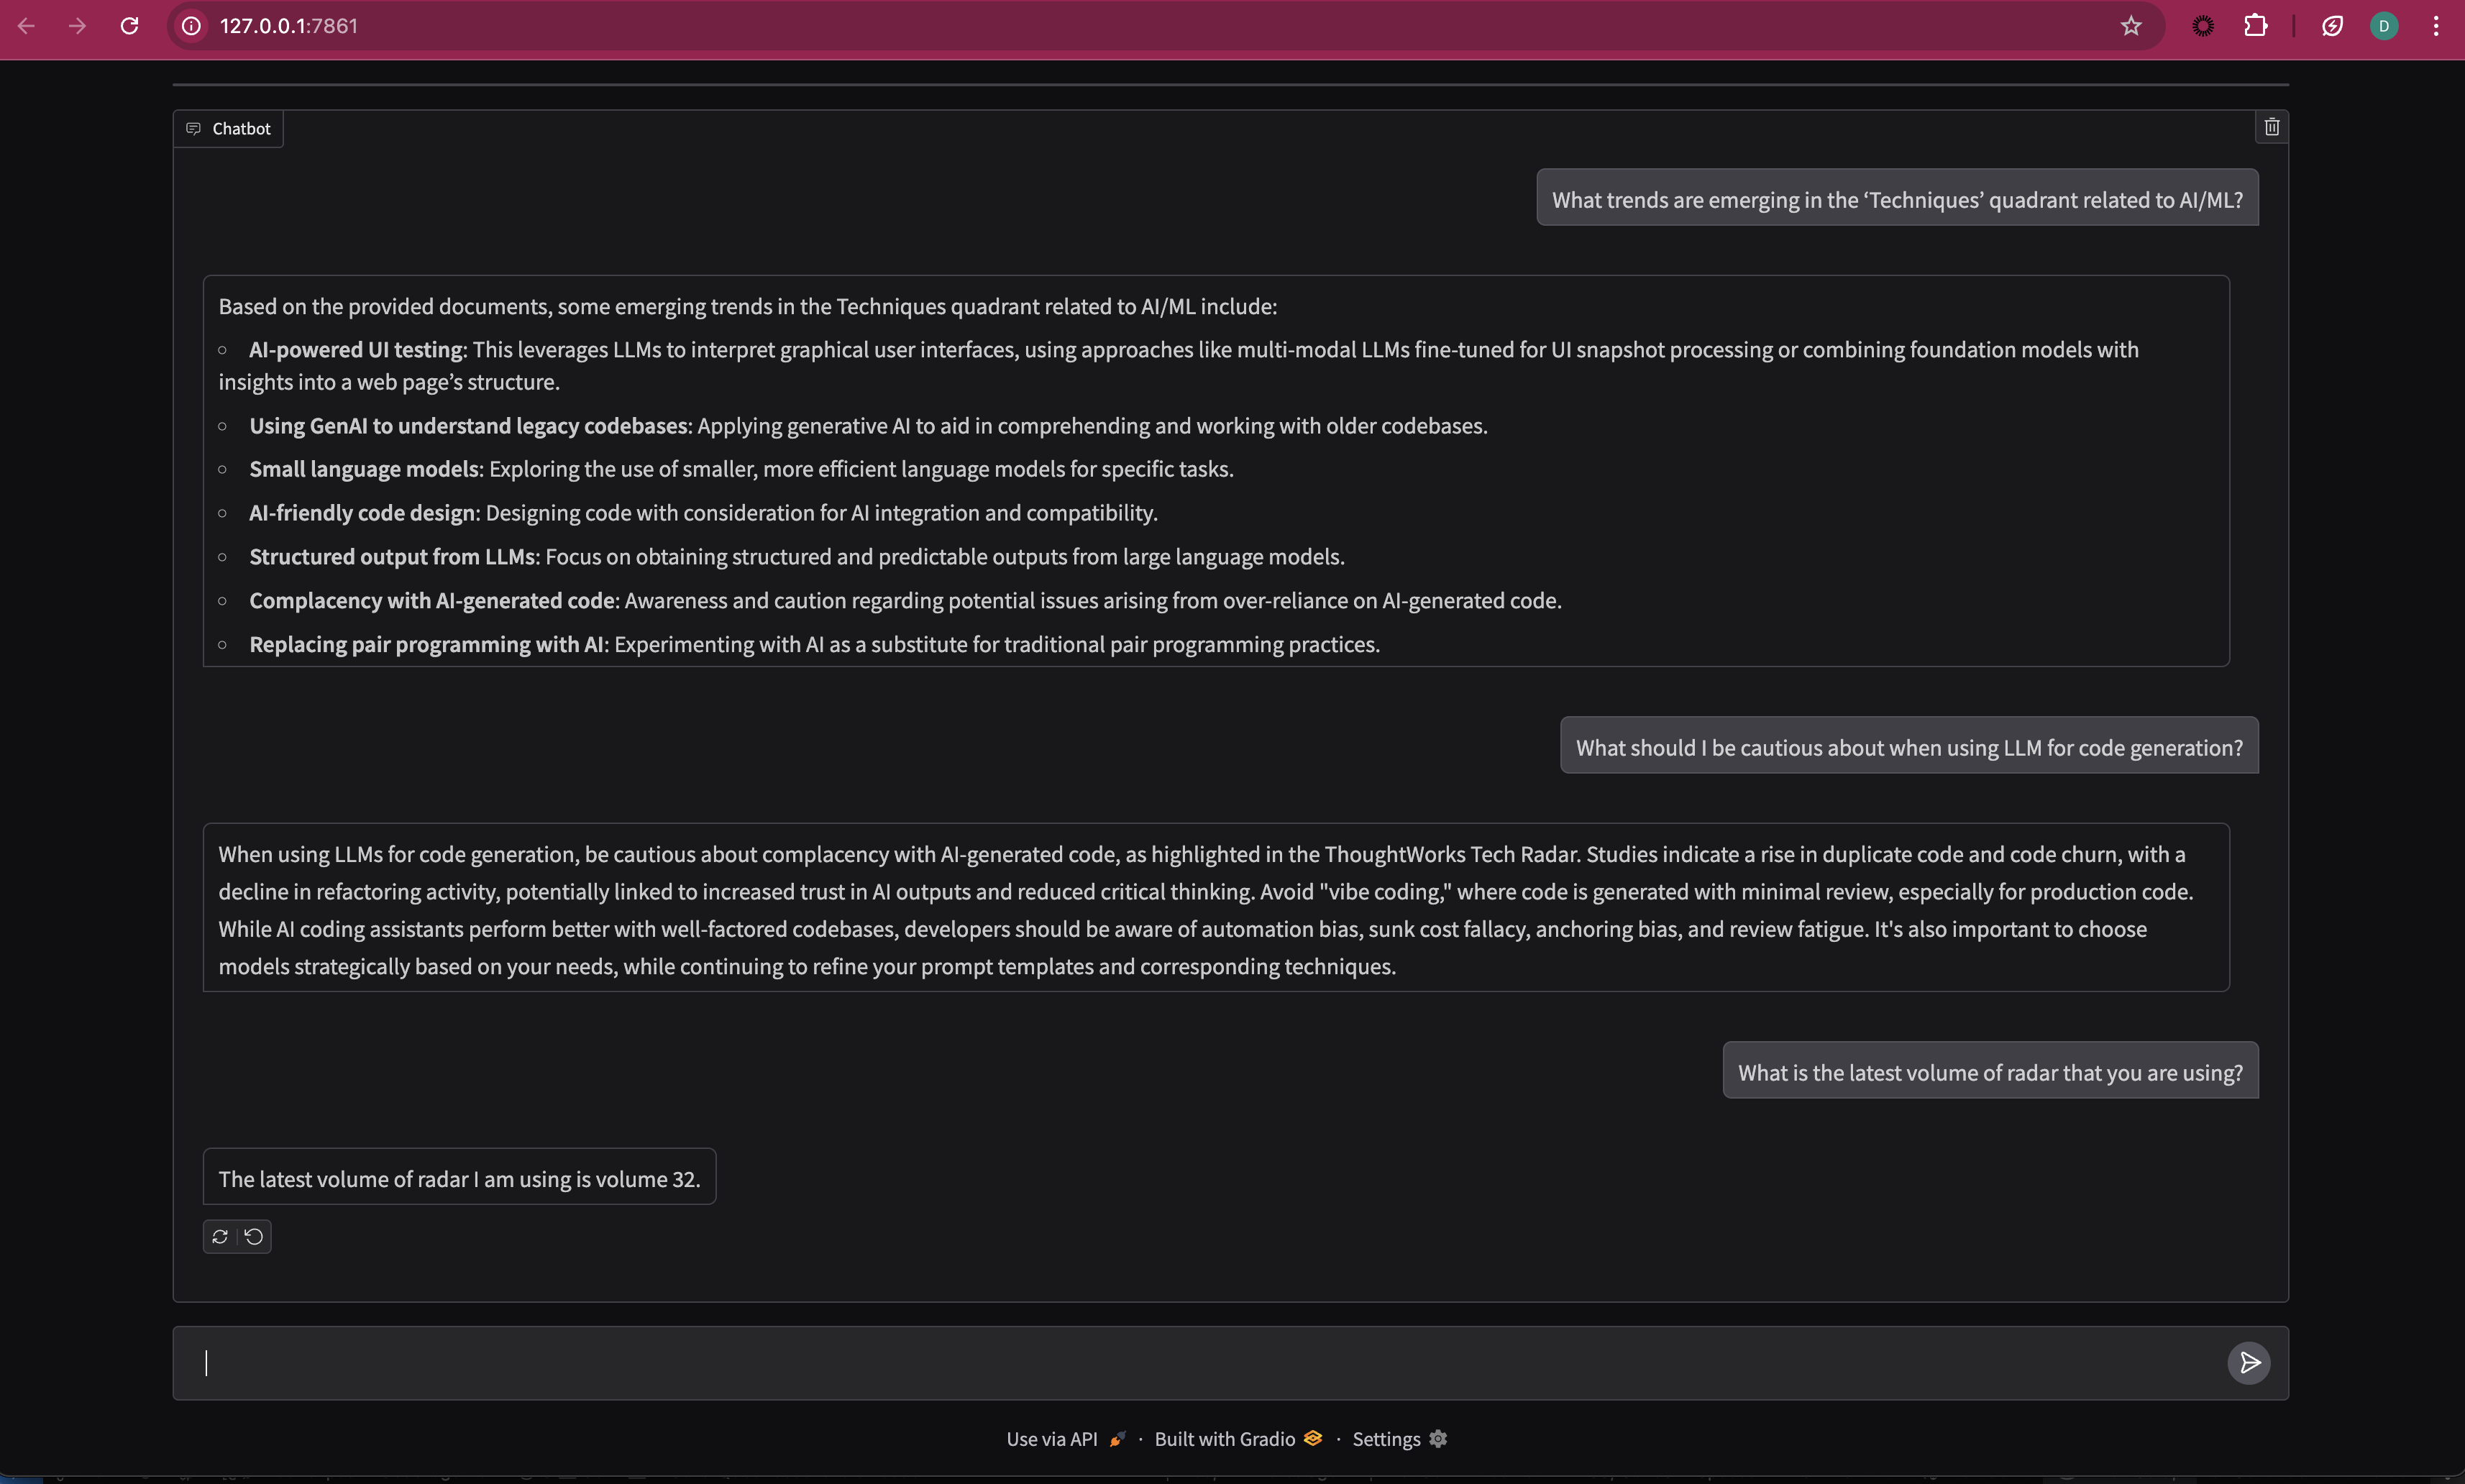 127.0.0.1:7861
D
Chatbot
What trends are emerging in the ‘Techniques’ quadrant related to AI/ML?
Based on the provided documents, some emerging trends in the Techniques quadrant related to AI/ML include:
AI-powered UI testing: This leverages LLMs to interpret graphical user interfaces, using approaches like multi-modal LLMs fine-tuned for UI snapshot processing or combining foundation models with
insights into a web page’s structure.
Using GenAI to understand legacy codebases: Applying generative AI to aid in comprehending and working with older codebases.
Small language models: Exploring the use of smaller, more efficient language models for specific tasks.
AI-friendly code design: Designing code with consideration for AI integration and compatibility.
Structured output from LLMs: Focus on obtaining structured and predictable outputs from large language models.
Complacency with AI-generated code: Awareness and caution regarding potential issues arising from over-reliance on AI-generated code.
Replacing pair programming with AI: Experimenting with AI as a substitute for traditional pair programming practices.
What should I be cautious about when using LLM for code generation?
When using LLMs for code generation, be cautious about complacency with AI-generated code, as highlighted in the ThoughtWorks Tech Radar. Studies indicate a rise in duplicate code and code churn, with a
decline in refactoring activity, potentially linked to increased trust in AI outputs and reduced critical thinking. Avoid "vibe coding," where code is generated with minimal review, especially for production code.
While AI coding assistants perform better with well-factored codebases, developers should be aware of automation bias, sunk cost fallacy, anchoring bias, and review fatigue. It's also important to choose
models strategically based on your needs, while continuing to refine your prompt templates and corresponding techniques.
What is the latest volume of radar that you are using?
The latest volume of radar I am using is volume 32.
Use via API · Built with Gradio · Settings